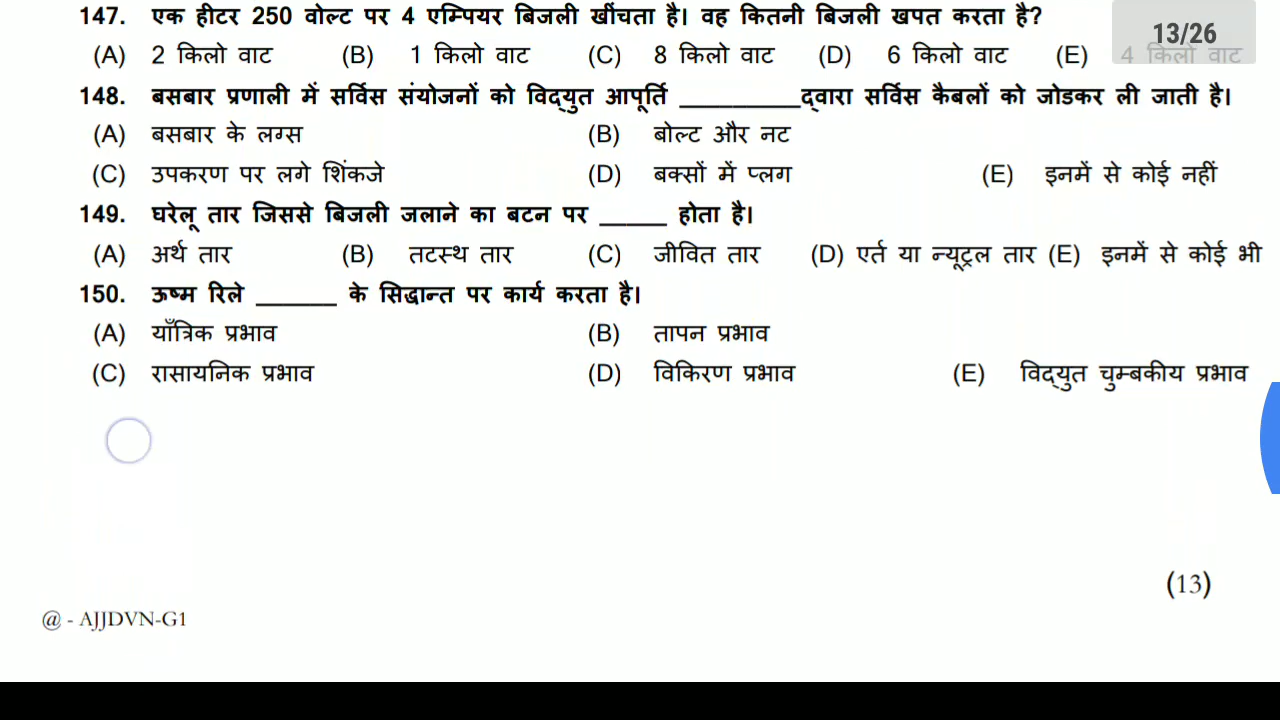 147. एक हीटर 250 वोल्ट पर 4 एम्पियर बिजली खींचता है। वह कितनी बिजली खपत करता है?
13/26
(A) 2 किलो वाट (B) 1 किलो वाट (C) 8 किलो वाट (D) 6 किलो वाट (E) 4 किलो वाट
148. बसबार प्रणाली में सर्विस संयोजनों को विद्युत आपूर्ति _________द्वारा सर्विस कैबलों को जोडकर ली जाती है।
(A) बसबार के लग्स (B) बोल्ट और नट
(C) उपकरण पर लगे शिंकजे (D) बक्सों में प्लग (E) इनमें से कोई नहीं
149. घरेलू तार जिससे बिजली जलाने का बटन पर _____ होता है।
(A) अर्थ तार (B) तटस्थ तार (C) जीवित तार (D) एर्त या न्यूट्रल तार (E) इनमें से कोई भी
150. ऊष्म रिले ______ के सिद्धान्त पर कार्य करता है।
(A) याँत्रिक प्रभाव (B) तापन प्रभाव
(C) रासायनिक प्रभाव (D) विकिरण प्रभाव (E) विद्युत चुम्बकीय प्रभाव
(13)
@ - AJJDVN-G1